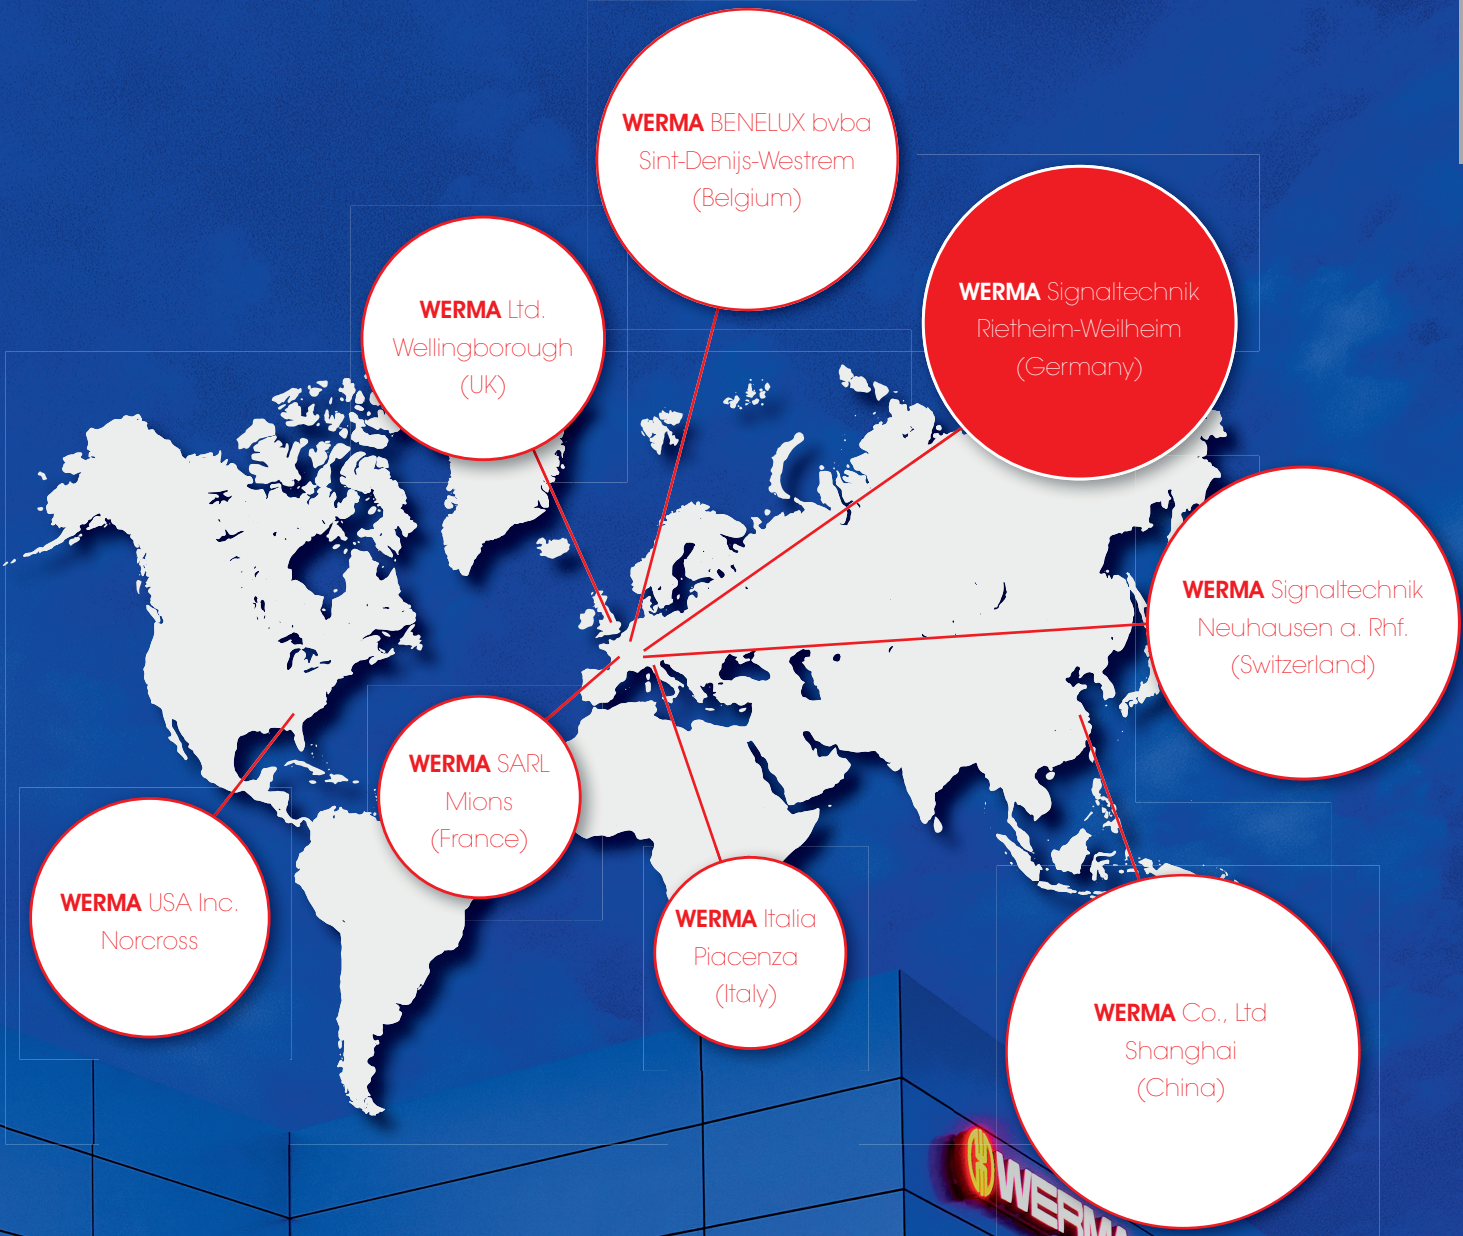 WERMA BENELUX bvba
Sint-Denijs-Westrem
(Belgium)
WERMA Signaltechnik
Rietheim-Weilheim
(Germany)
WERMA Ltd.
Wellingborough
(UK)
WERMA Signaltechnik
Neuhausen a. Rhf.
(Switzerland)
WERMA SARL
Mions
(France)
WERMA USA Inc.
Norcross
WERMA Italia
Piacenza
(Italy)
WERMA Co., Ltd
Shanghai
(China)
WERMA